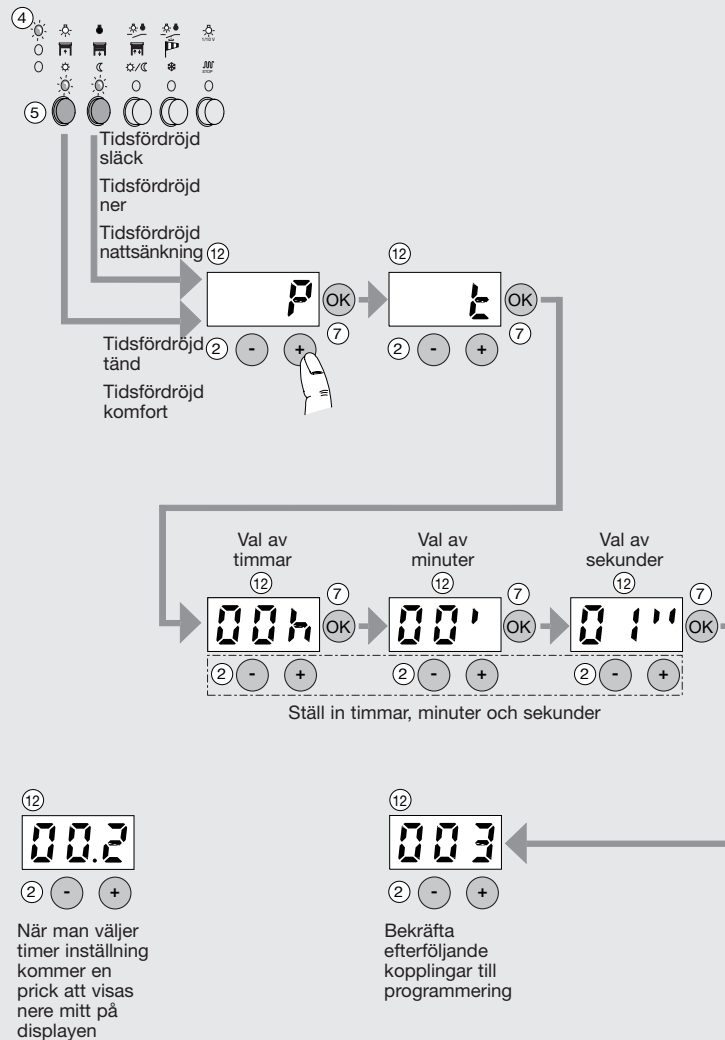 4
1/10 V
STOP
5
Tidsfördröjd
släck
Tidsfördröjd
ner
Tidsfördröjd
nattsänkning
12
P
OK
7
2 - +
12
t
OK
7
2 - +
Tidsfördröjd
tänd
Tidsfördröjd
komfort
Val av
timmar
12
7
00h
OK
2 - +
Val av
minuter
12
7
00'
OK
2 - +
Val av
sekunder
12
7
01''
OK
2 - +
Ställ in timmar, minuter och sekunder
12
00.2
2 - +
När man väljer
timer inställning
kommer en
prick att visas
nere mitt på
displayen
12
003
2 - +
Bekräfta
efterföljande
kopplingar till
programmering